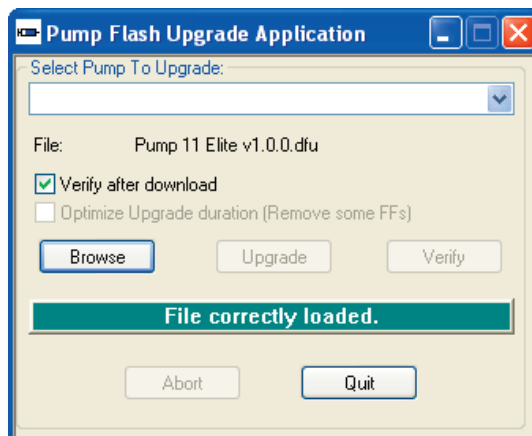 Pump Flash Upgrade Application
Select Pump To Upgrade:
File: Pump 11 Elite v1.0.0.dfu
Verify after download
Optimize Upgrade duration (Remove some FFs)
Browse Upgrade Verify
File correctly loaded.
Abort Quit